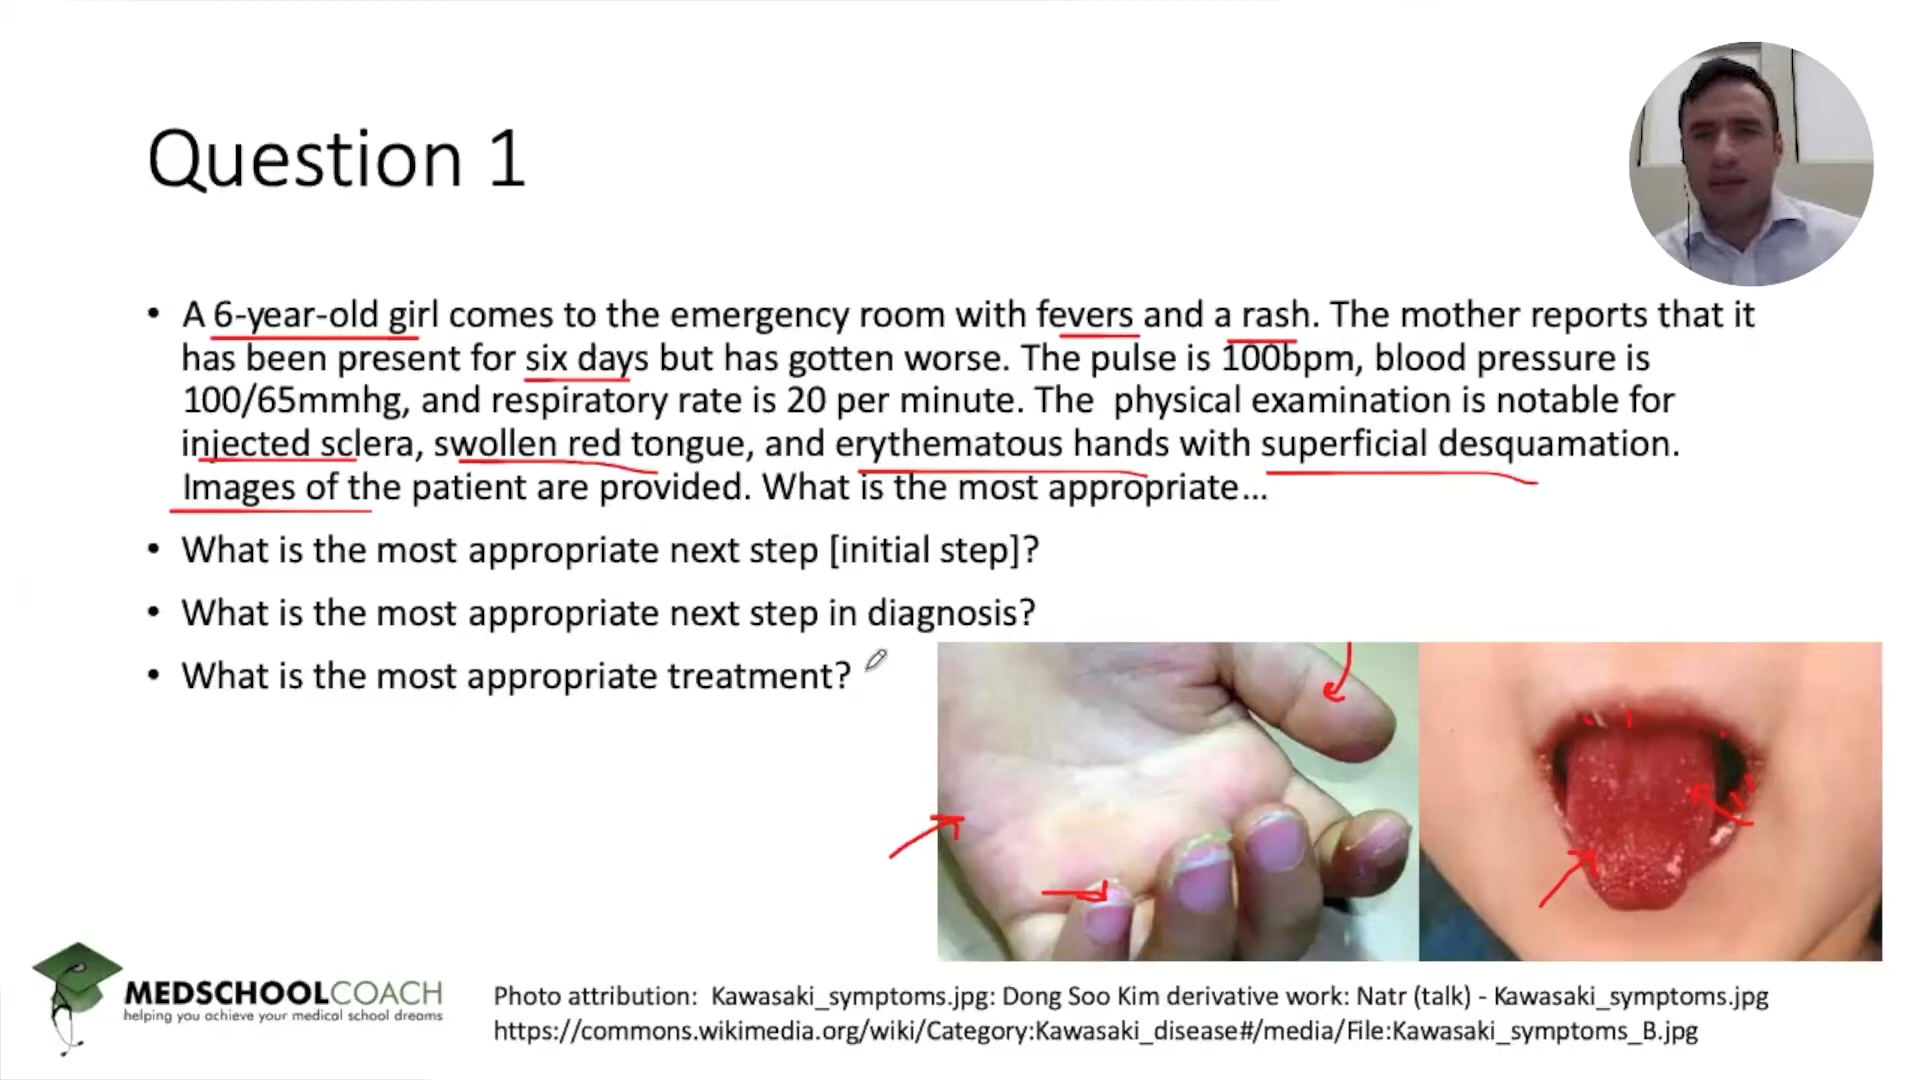 Question 1
• A 6-year-old girl comes to the emergency room with fevers and a rash. The mother reports that it
has been present for six days but has gotten worse. The pulse is 100bpm, blood pressure is
100/65mmhg, and respiratory rate is 20 per minute. The  physical examination is notable for
injected sclera, swollen red tongue, and erythematous hands with superficial desquamation.
Images of the patient are provided. What is the most appropriate...
• What is the most appropriate next step [initial step]?
• What is the most appropriate next step in diagnosis?
• What is the most appropriate treatment?
MEDSCHOOLCOACH
helping you achieve your medical school dreams
Photo attribution:  Kawasaki_symptoms.jpg: Dong Soo Kim derivative work: Natr (talk) - Kawasaki_symptoms.jpg
https://commons.wikimedia.org/wiki/Category:Kawasaki_disease#/media/File:Kawasaki_symptoms_B.jpg